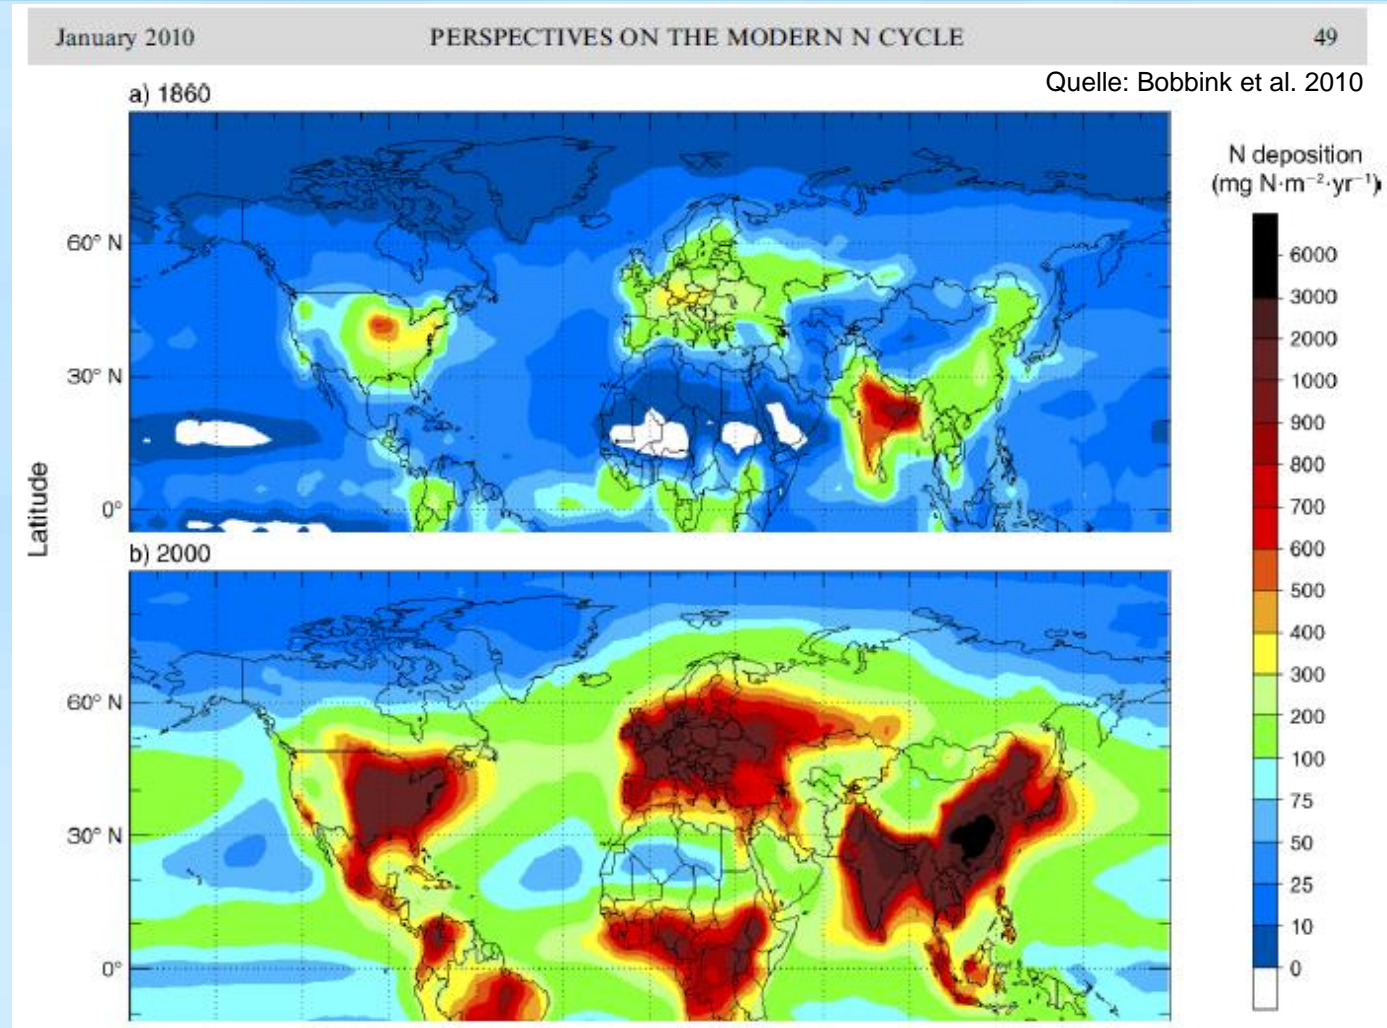 January 2010 PERSPECTIVES ON THE MODERN N CYCLE 49
Quelle: Bobbink et al. 2010
a) 1860
N deposition
(mg N·m⁻²·yr⁻¹)
60° N
30° N
0°
Latitude
b) 2000
60° N
30° N
0°
6000
3000
2000
1000
900
800
700
600
500
400
300
200
100
75
50
25
10
0